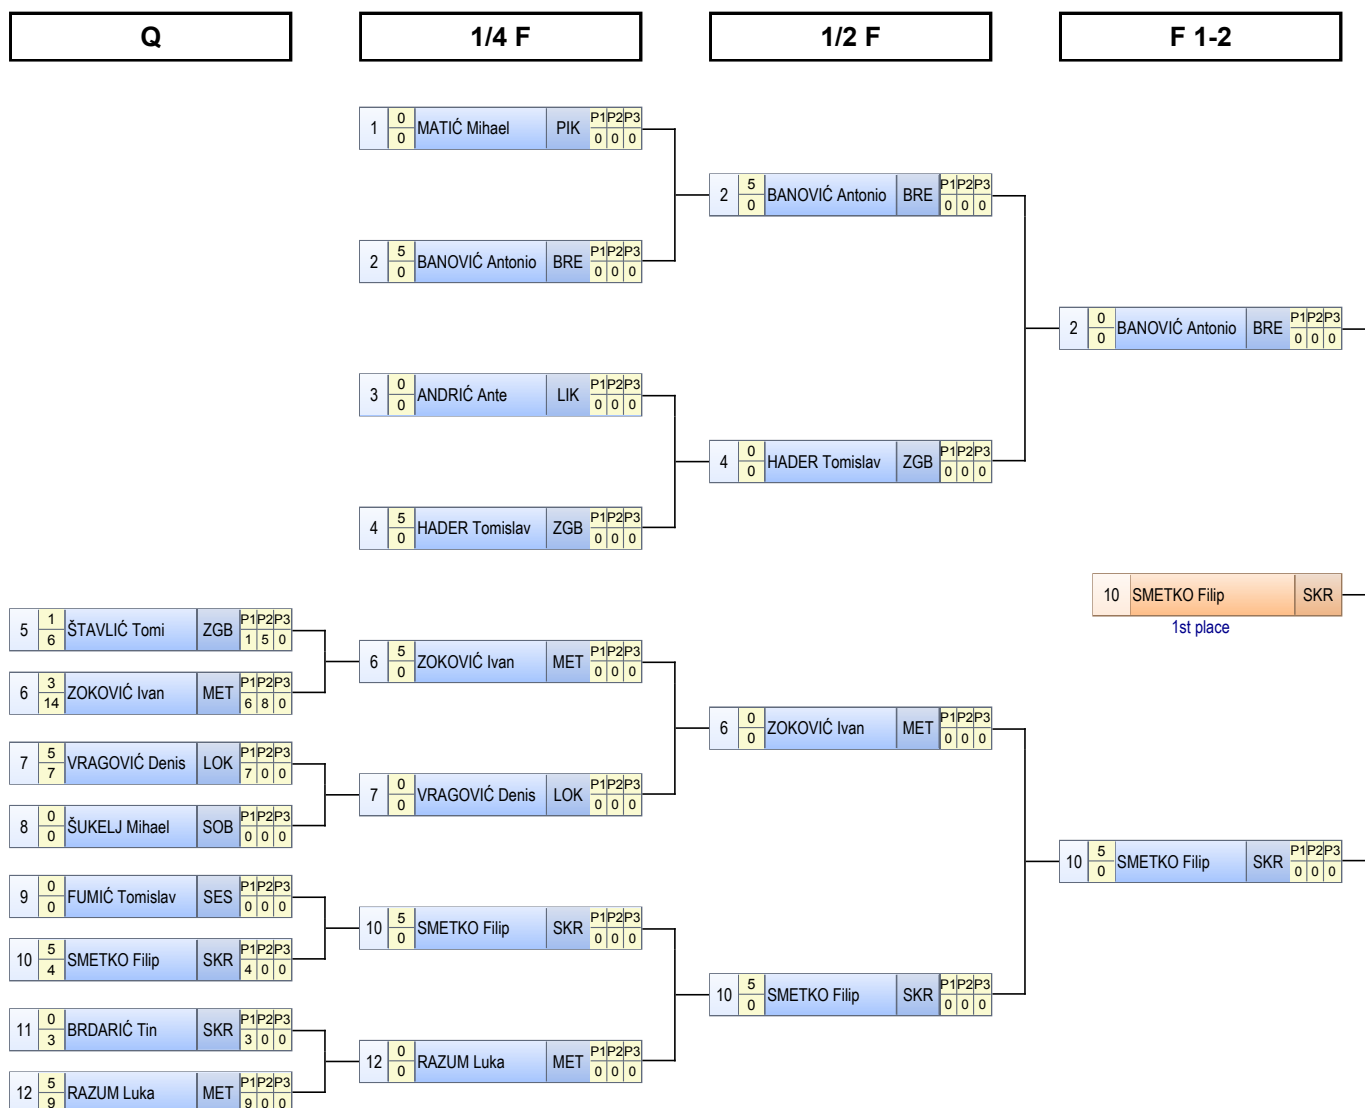 Q 1/4 F 1/2 F F 1-2
1 0 0 MATIĆ Mihael PIK P1 P2 P3 0 0 0
2 5 0 BANOVIĆ Antonio BRE P1 P2 P3 0 0 0
2 5 0 BANOVIĆ Antonio BRE P1 P2 P3 0 0 0
2 0 0 BANOVIĆ Antonio BRE P1 P2 P3 0 0 0
3 0 0 ANDRIĆ Ante LIK P1 P2 P3 0 0 0
4 0 0 HADER Tomislav ZGB P1 P2 P3 0 0 0
4 5 0 HADER Tomislav ZGB P1 P2 P3 0 0 0
10 SMETKO Filip SKR
1st place
5 1 6 ŠTAVLIĆ Tomi ZGB P1 P2 P3 1 5 0
6 5 0 ZOKOVIĆ Ivan MET P1 P2 P3 0 0 0
6 3 14 ZOKOVIĆ Ivan MET P1 P2 P3 6 8 0
6 0 0 ZOKOVIĆ Ivan MET P1 P2 P3 0 0 0
7 5 7 VRAGOVIĆ Denis LOK P1 P2 P3 7 0 0
7 0 0 VRAGOVIĆ Denis LOK P1 P2 P3 0 0 0
8 0 0 ŠUKELJ Mihael SOB P1 P2 P3 0 0 0
10 5 0 SMETKO Filip SKR P1 P2 P3 0 0 0
9 0 0 FUMIĆ Tomislav SES P1 P2 P3 0 0 0
10 5 0 SMETKO Filip SKR P1 P2 P3 0 0 0
10 5 4 SMETKO Filip SKR P1 P2 P3 4 0 0
10 5 0 SMETKO Filip SKR P1 P2 P3 0 0 0
11 0 3 BRDARIĆ Tin SKR P1 P2 P3 3 0 0
12 0 0 RAZUM Luka MET P1 P2 P3 0 0 0
12 5 9 RAZUM Luka MET P1 P2 P3 9 0 0